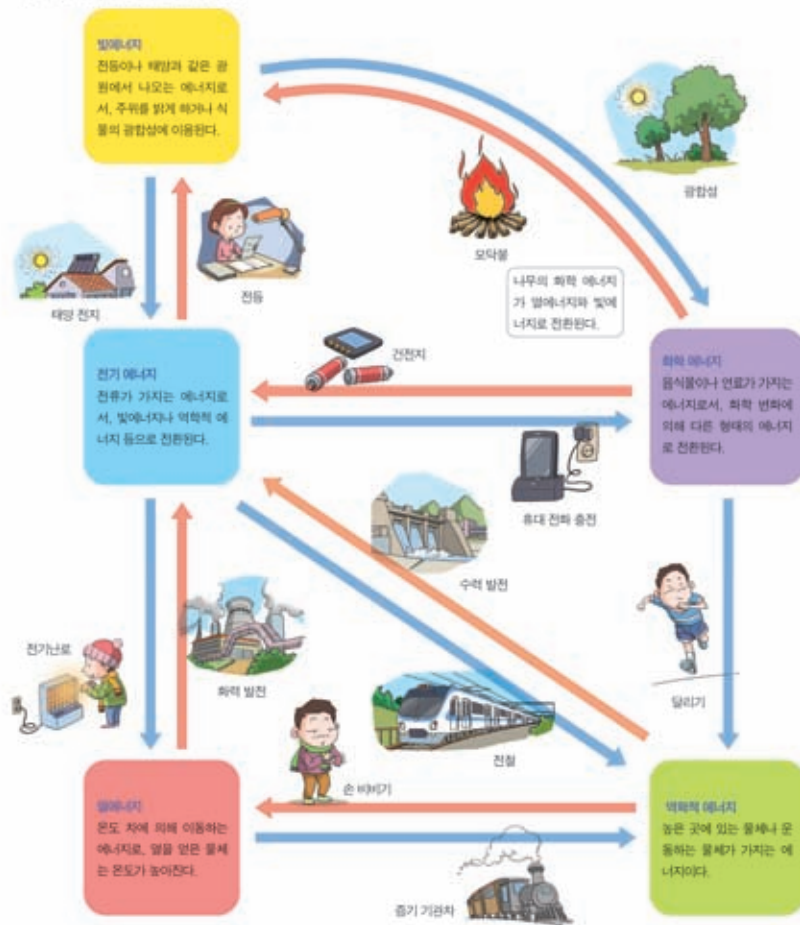 빛에너지
전등이나 태양과 같은 광
원에서 나오는 에너지로
서, 주위를 밝게 하거나 식
물의 광합성에 이용된다.
광합성
모닥불
나무의 화학 에너지
가 열에너지와 빛에
너지로 전환된다.
태양 전지
전등
건전지
전기 에너지
전류가 가지는 에너지로
서, 빛에너지나 역학적 에
너지 등으로 전환된다.
화학 에너지
음식물이나 연료가 가지는
에너지로서, 화학 변화에
의해 다른 형태의 에너지
로 전환된다.
휴대 전화 충전
수력 발전
전기난로
화력 발전
달리기
전철
손 비비기
열에너지
온도 차에 의해 이동하는
에너지로, 열을 얻은 물체
는 온도가 높아진다.
역학적 에너지
높은 곳에 있는 물체나 운
동하는 물체가 가지는 에
너지이다.
증기 기관차